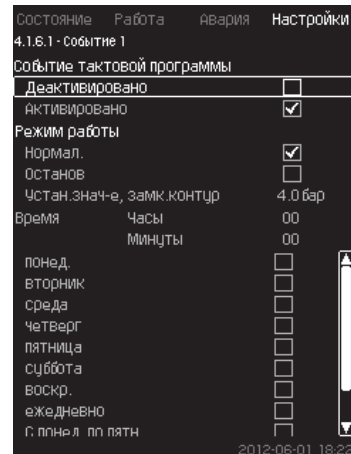 Состояние Работа Авария Настройки
4.1.6.1 - Событие 1
Событие тактовой программы
Деактивировано
Активировано
Режим работы
Нормал.
Останов
Устан.знач-е, замк.контур 4.0 бар
Время Часы 00
Минуты 00
понед.
вторник
среда
четверг
пятница
суббота
воскр.
ежедневно
С понед. по пятн
2012-06-01 18:22